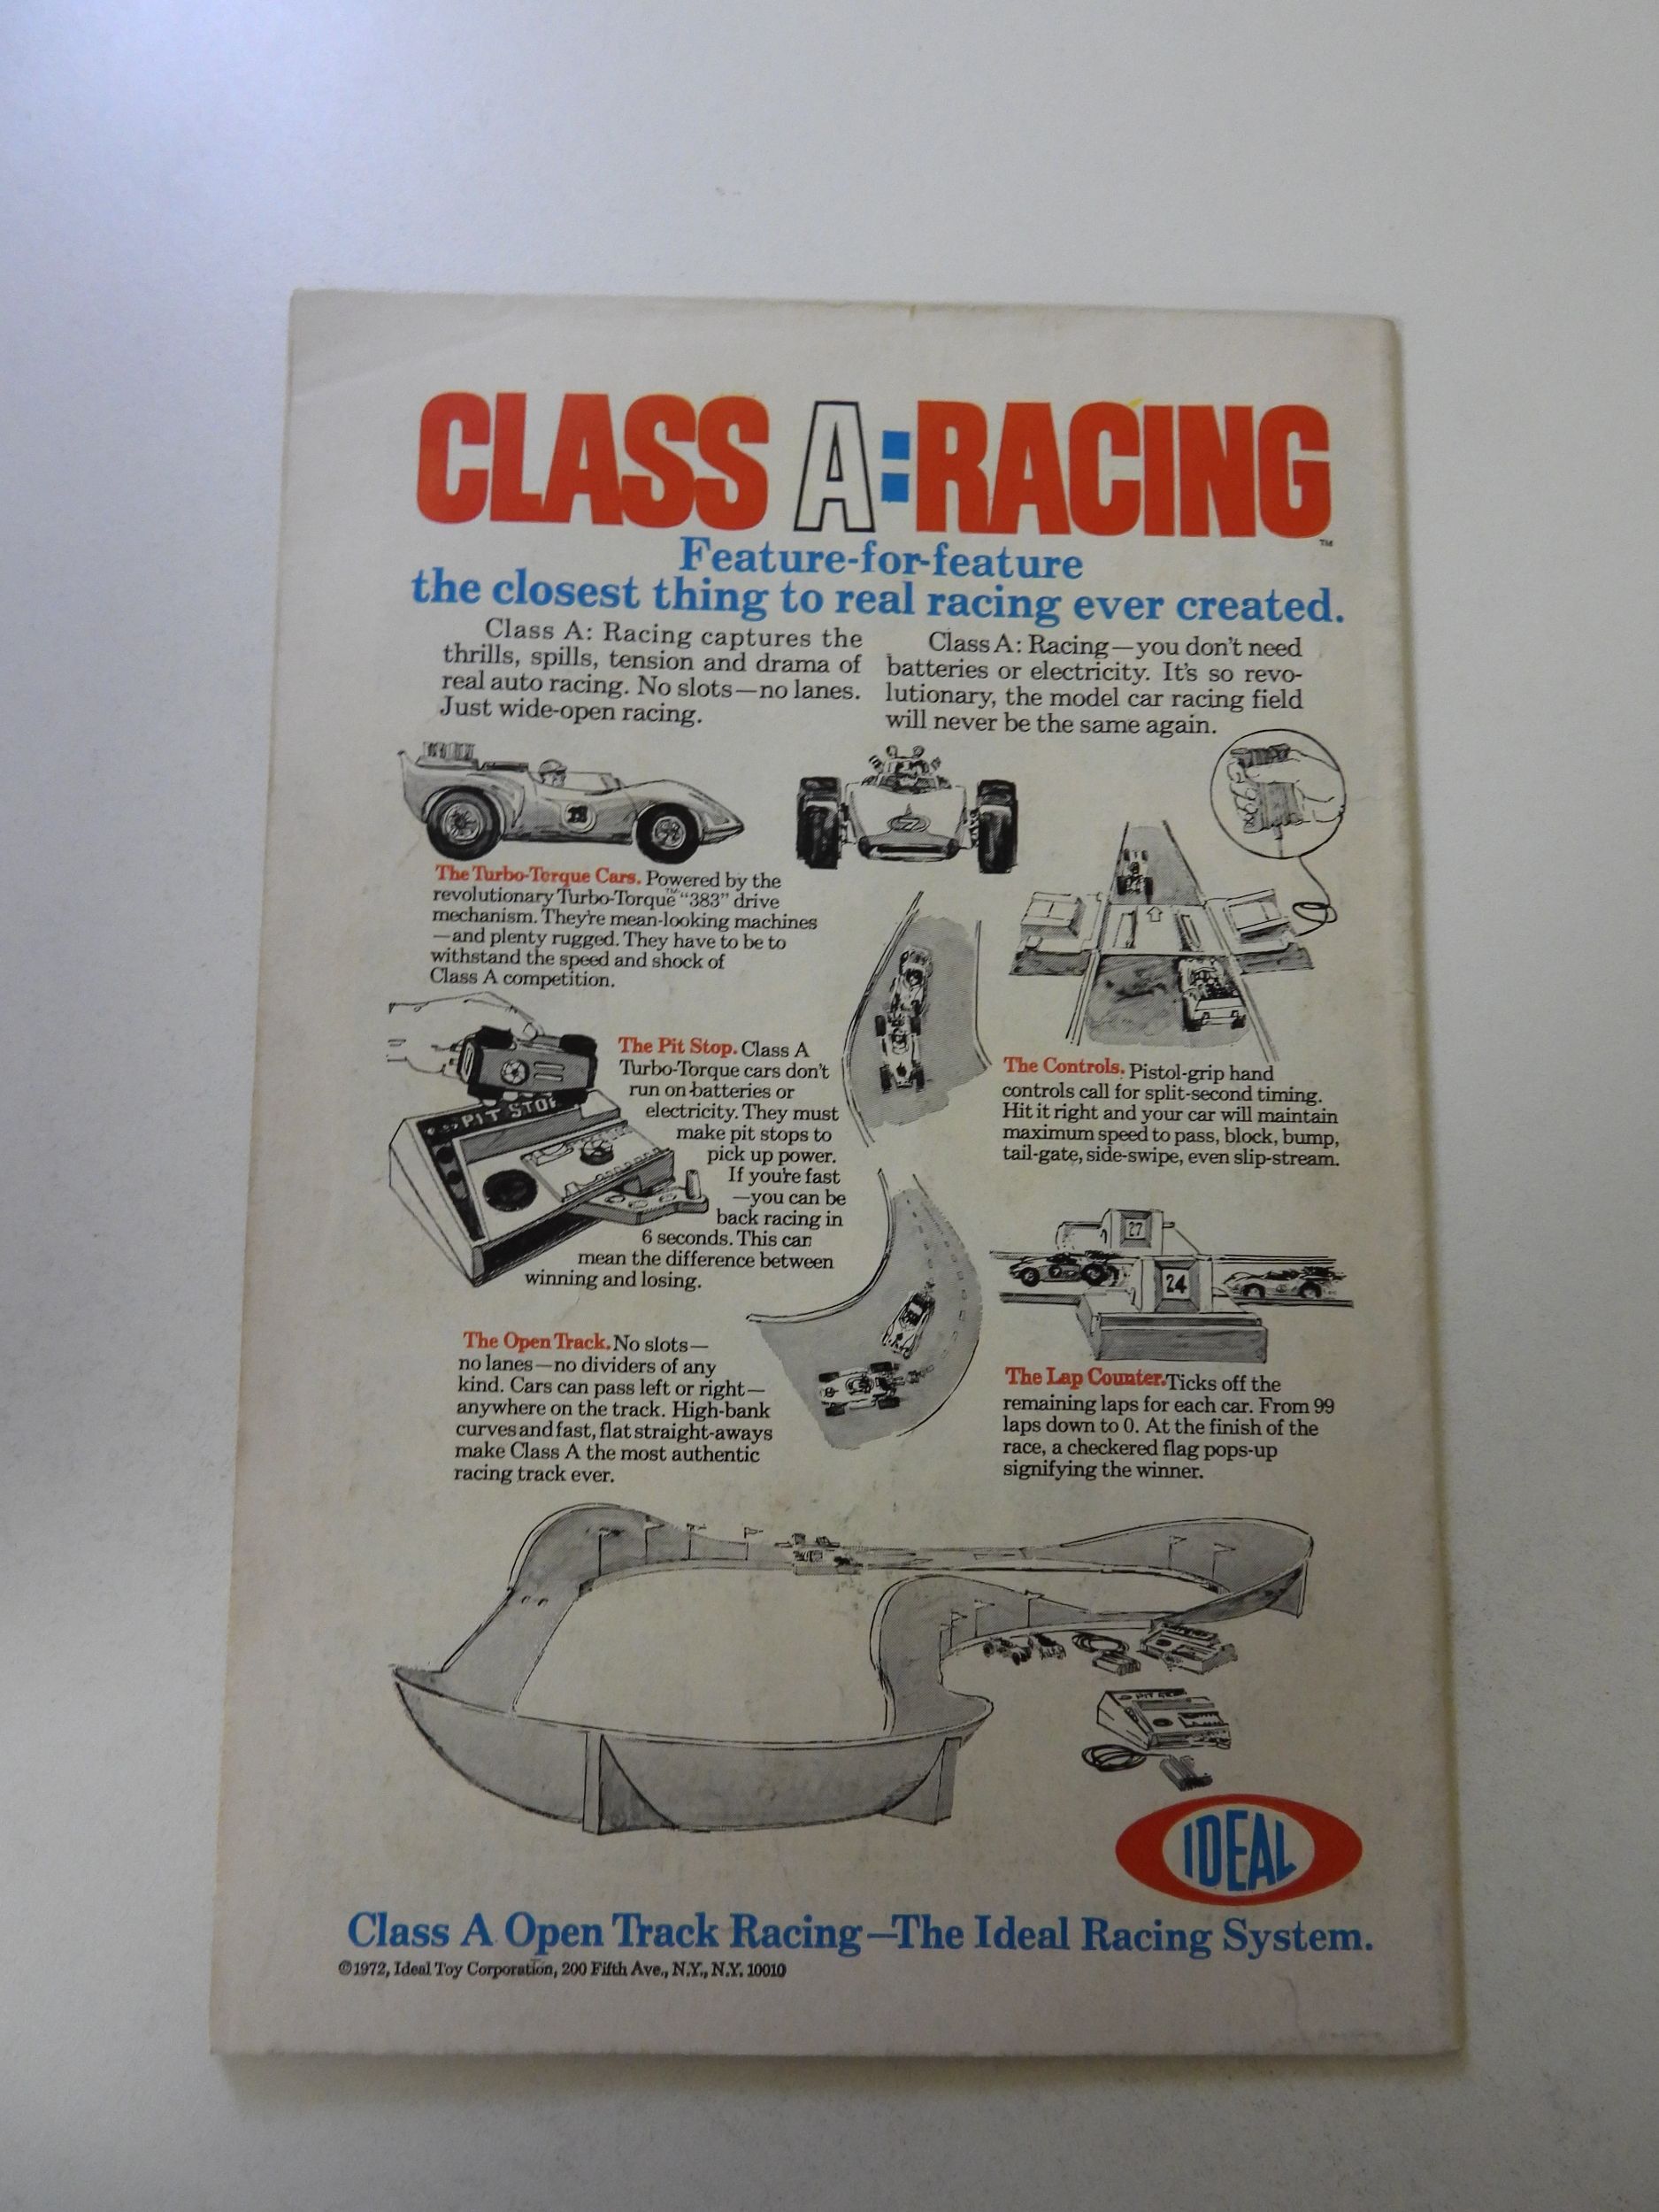 CLASS A:RACING
™
Feature-for-feature
the closest thing to real racing ever created.
Class A: Racing captures the
thrills, spills, tension and drama of
real auto racing. No slots—no lanes.
Just wide-open racing.
Class A: Racing—you don't need
batteries or electricity. It's so revo-
lutionary, the model car racing field
will never be the same again.
The Turbo-Torque Cars. Powered by the
revolutionary Turbo-Torque™ "383" drive
mechanism. They're mean-looking machines
—and plenty rugged. They have to be to
withstand the speed and shock of
Class A competition.
PIT STOP
The Pit Stop. Class A
Turbo-Torque cars don't
run on batteries or
electricity. They must
make pit stops to
pick up power.
If you're fast
—you can be
back racing in
6 seconds. This can
mean the difference between
winning and losing.
The Controls. Pistol-grip hand
controls call for split-second timing.
Hit it right and your car will maintain
maximum speed to pass, block, bump,
tail-gate, side-swipe, even slip-stream.
27
24
The Open Track. No slots—
no lanes—no dividers of any
kind. Cars can pass left or right—
anywhere on the track. High-bank
curves and fast, flat straight-aways
make Class A the most authentic
racing track ever.
The Lap Counter. Ticks off the
remaining laps for each car. From 99
laps down to 0. At the finish of the
race, a checkered flag pops-up
signifying the winner.
IDEAL
Class A Open Track Racing—The Ideal Racing System.
©1972, Ideal Toy Corporation, 200 Fifth Ave., N.Y., N.Y. 10010